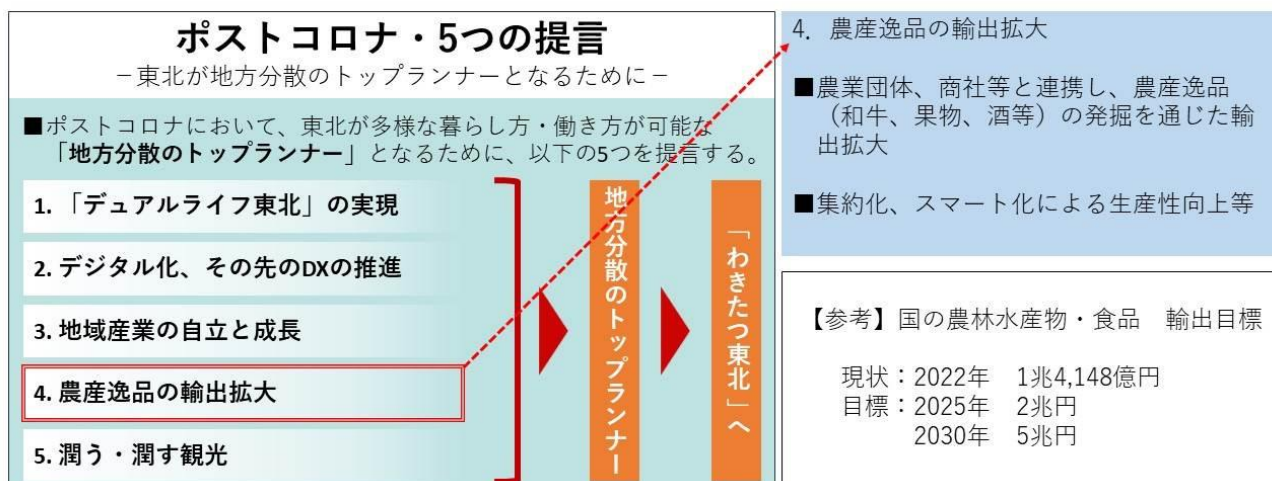 ポストコロナ・5つの提言
－東北が地方分散のトップランナーとなるために－
■ポストコロナにおいて、東北が多様な暮らし方・働き方が可能な
「地方分散のトップランナー」となるために、以下の5つを提言する。
1. 「デュアルライフ東北」の実現
2. デジタル化、その先のDXの推進
3. 地域産業の自立と成長
4. 農産逸品の輸出拡大
5. 潤う・潤す観光
地方分散のトップランナー
「わきたつ東北」へ
4. 農産逸品の輸出拡大
■農業団体、商社等と連携し、農産逸品
（和牛、果物、酒等）の発掘を通じた輸
出拡大
■集約化、スマート化による生産性向上等
【参考】国の農林水産物・食品　輸出目標
現状：2022年　1兆4,148億円
目標：2025年　2兆円
2030年　5兆円